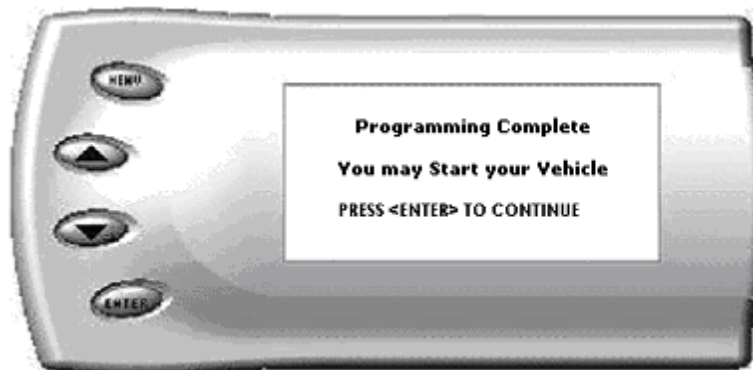 MENU
Programming Complete
You may Start your Vehicle
PRESS <ENTER> TO CONTINUE
ENTER